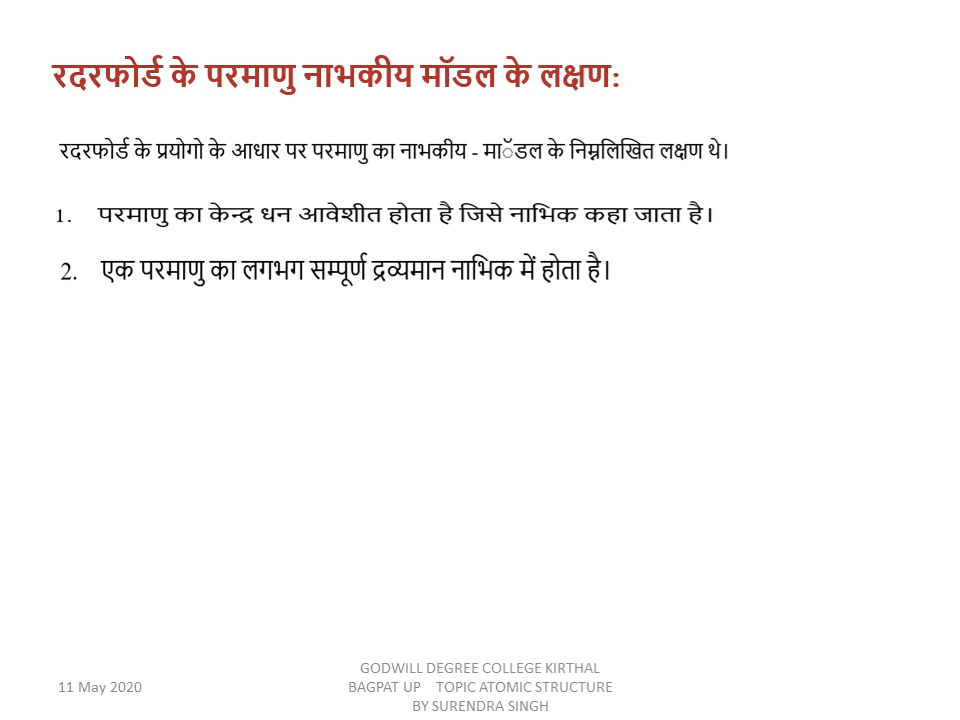 रदरफोर्ड के परमाणु नाभकीय मॉडल के लक्षण:
रदरफोर्ड के प्रयोगो के आधार पर परमाणु का नाभकीय - माॅडल के निम्नलिखित लक्षण थे।
1. परमाणु का केन्द्र धन आवेशीत होता है जिसे नाभिक कहा जाता है।
2. एक परमाणु का लगभग सम्पूर्ण द्रव्यमान नाभिक में होता है।
11 May 2020
GODWILL DEGREE COLLEGE KIRTHAL
BAGPAT UP TOPIC ATOMIC STRUCTURE
BY SURENDRA SINGH